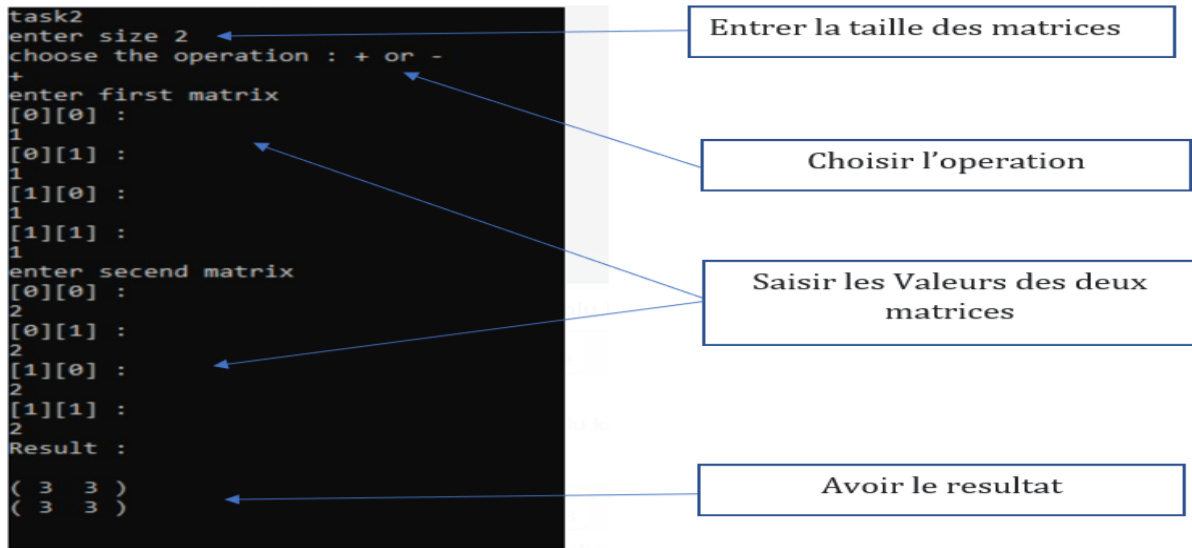 task2
enter size 2
choose the operation : + or -
+
enter first matrix
[0][0] :
1
[0][1] :
1
[1][0] :
1
[1][1] :
1
enter secend matrix
[0][0] :
2
[0][1] :
2
[1][0] :
2
[1][1] :
2
Result :
( 3 3 )
( 3 3 )
Entrer la taille des matrices
Choisir l’operation
Saisir les Valeurs des deux
matrices
Avoir le resultat